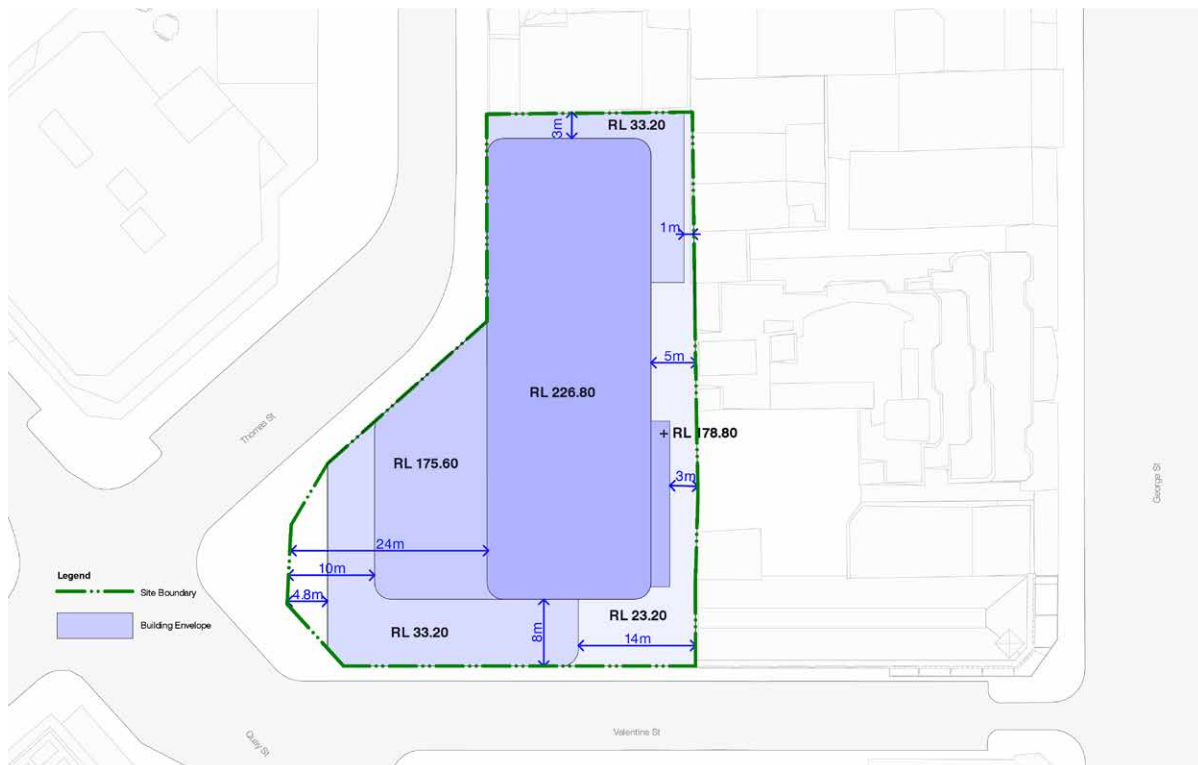 3m
RL 33.20
1m
5m
RL 226.80
+ RL 178.80
Thomas St
RL 175.60
George St
3m
24m
10m
Legend
4.8m
Site Boundary
RL 23.20
Building Envelope
RL 33.20
8m
14m
Valentine St
Quay St